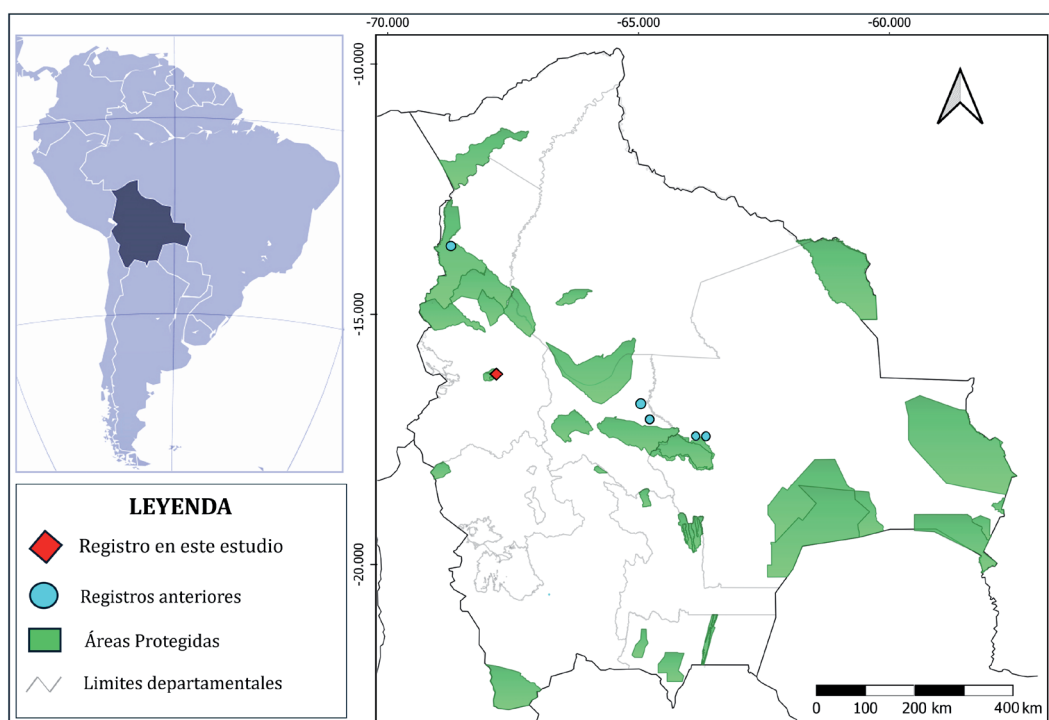 -70.000 -65.000 -60.000
-10.000
-15.000
-20.000
LEYENDA
Registro en este estudio
Registros anteriores
Áreas Protegidas
Limites departamentales
0 100 200 km 400 km